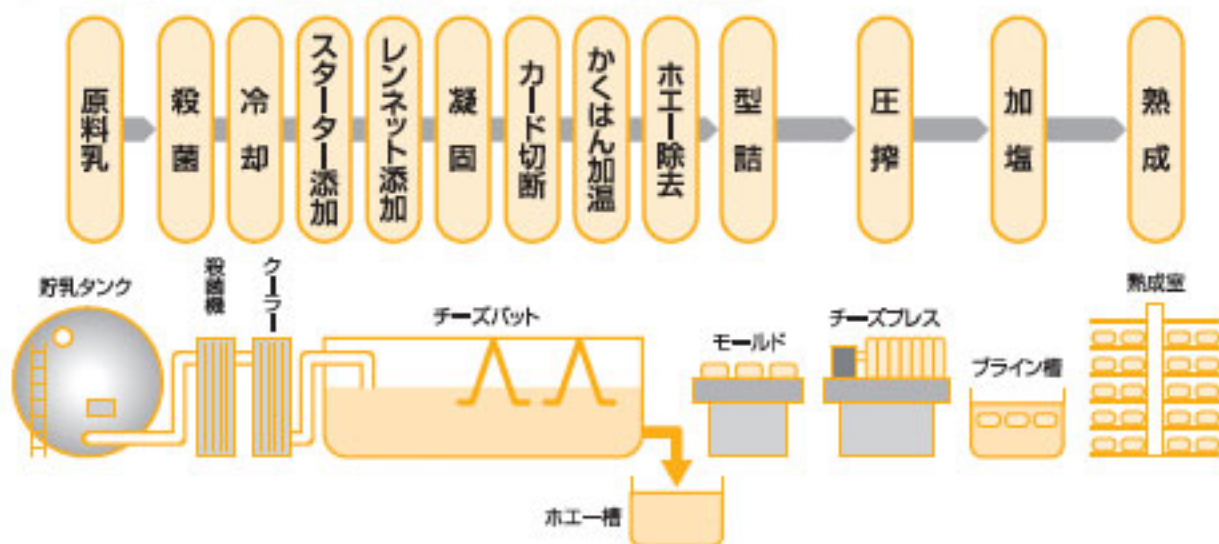 原料乳
殺菌
冷却
スターター添加
レンネット添加
凝固
カード切断
かくはん加温
ホエー除去
型詰
圧搾
加塩
熟成
貯乳タンク
殺菌機
クーラー
チーズバット
モールド
チーズプレス
ブライン槽
熟成室
ホエー槽